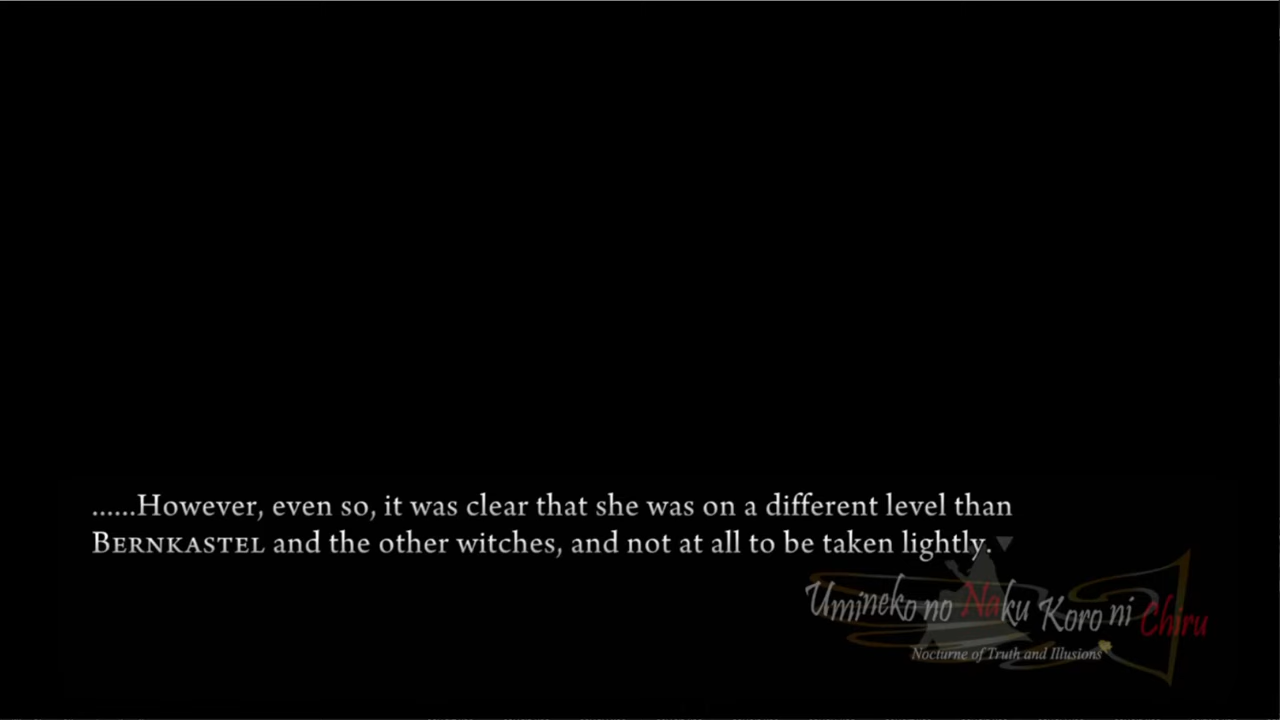 ......However, even so, it was clear that she was on a different level than
BERNKASTEL and the other witches, and not at all to be taken lightly.
Umineko no Naku Koro ni Chiru
Nocturne of Truth and Illusions